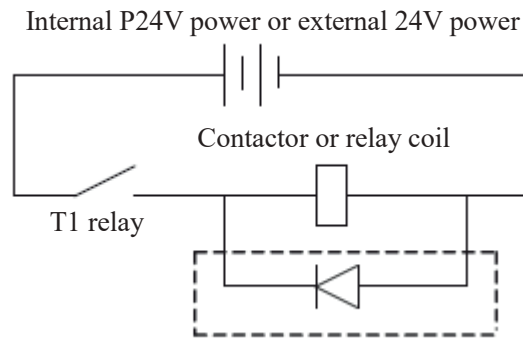 Internal P24V power or external 24V power
Contactor or relay coil
T1 relay